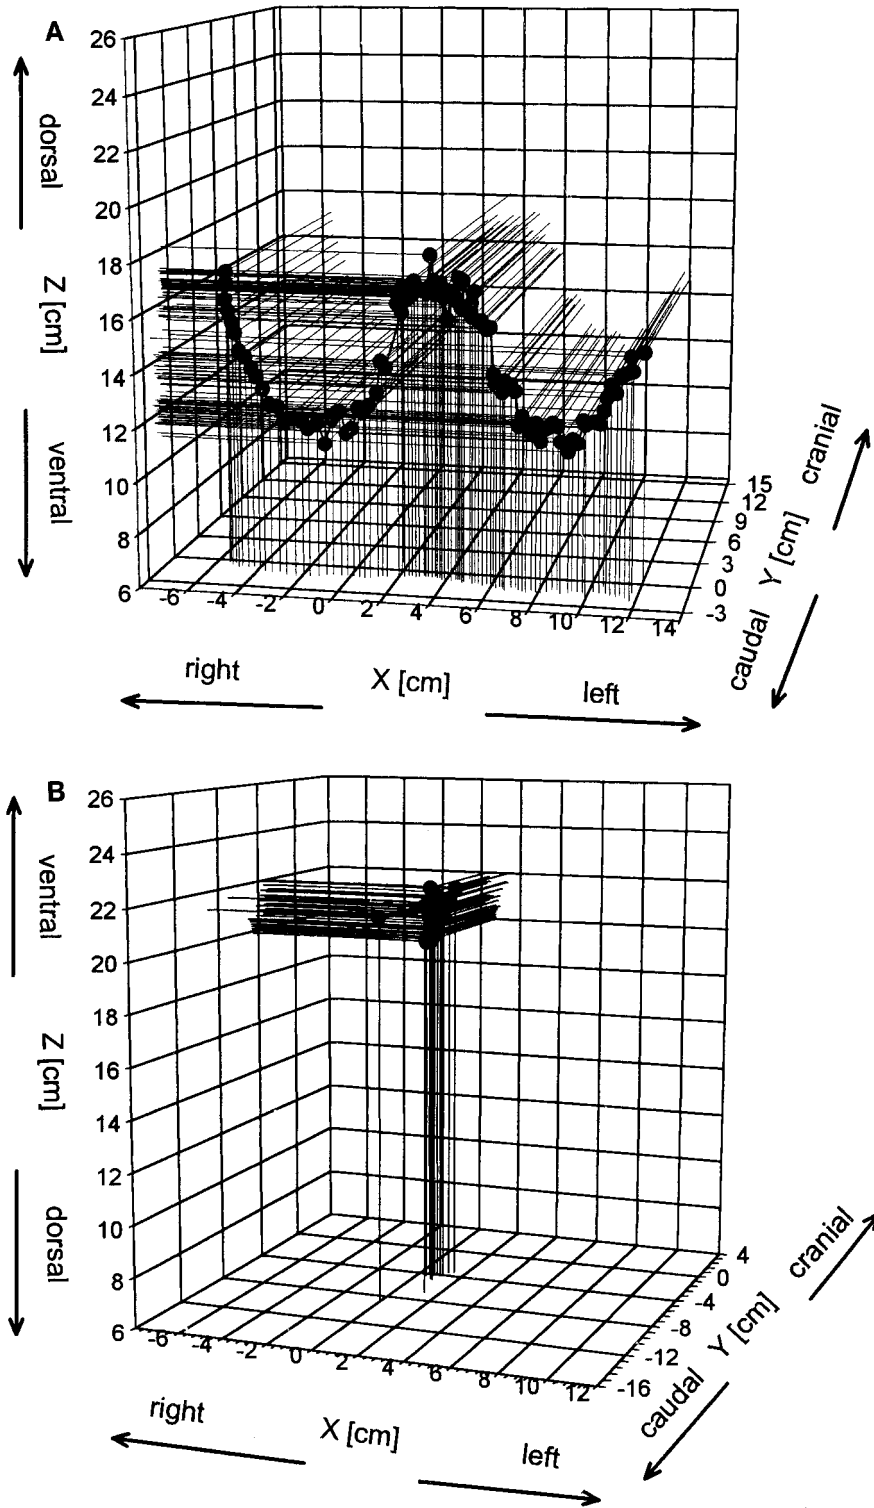 A
26
24
22
20
18
16
14
12
10
8
6
dorsal
Z [cm]
ventral
-6 -4 -2 0 2 4 6 8 10 12 14
15
12
9
6
3
0
-3
caudal Y [cm] cranial
right X [cm] left
B
26
24
22
20
18
16
14
12
10
8
6
ventral
Z [cm]
dorsal
-6 -4 -2 0 2 4 6 8 10 12
4
0
-4
-8
-12
-16
caudal Y [cm] cranial
right X [cm] left